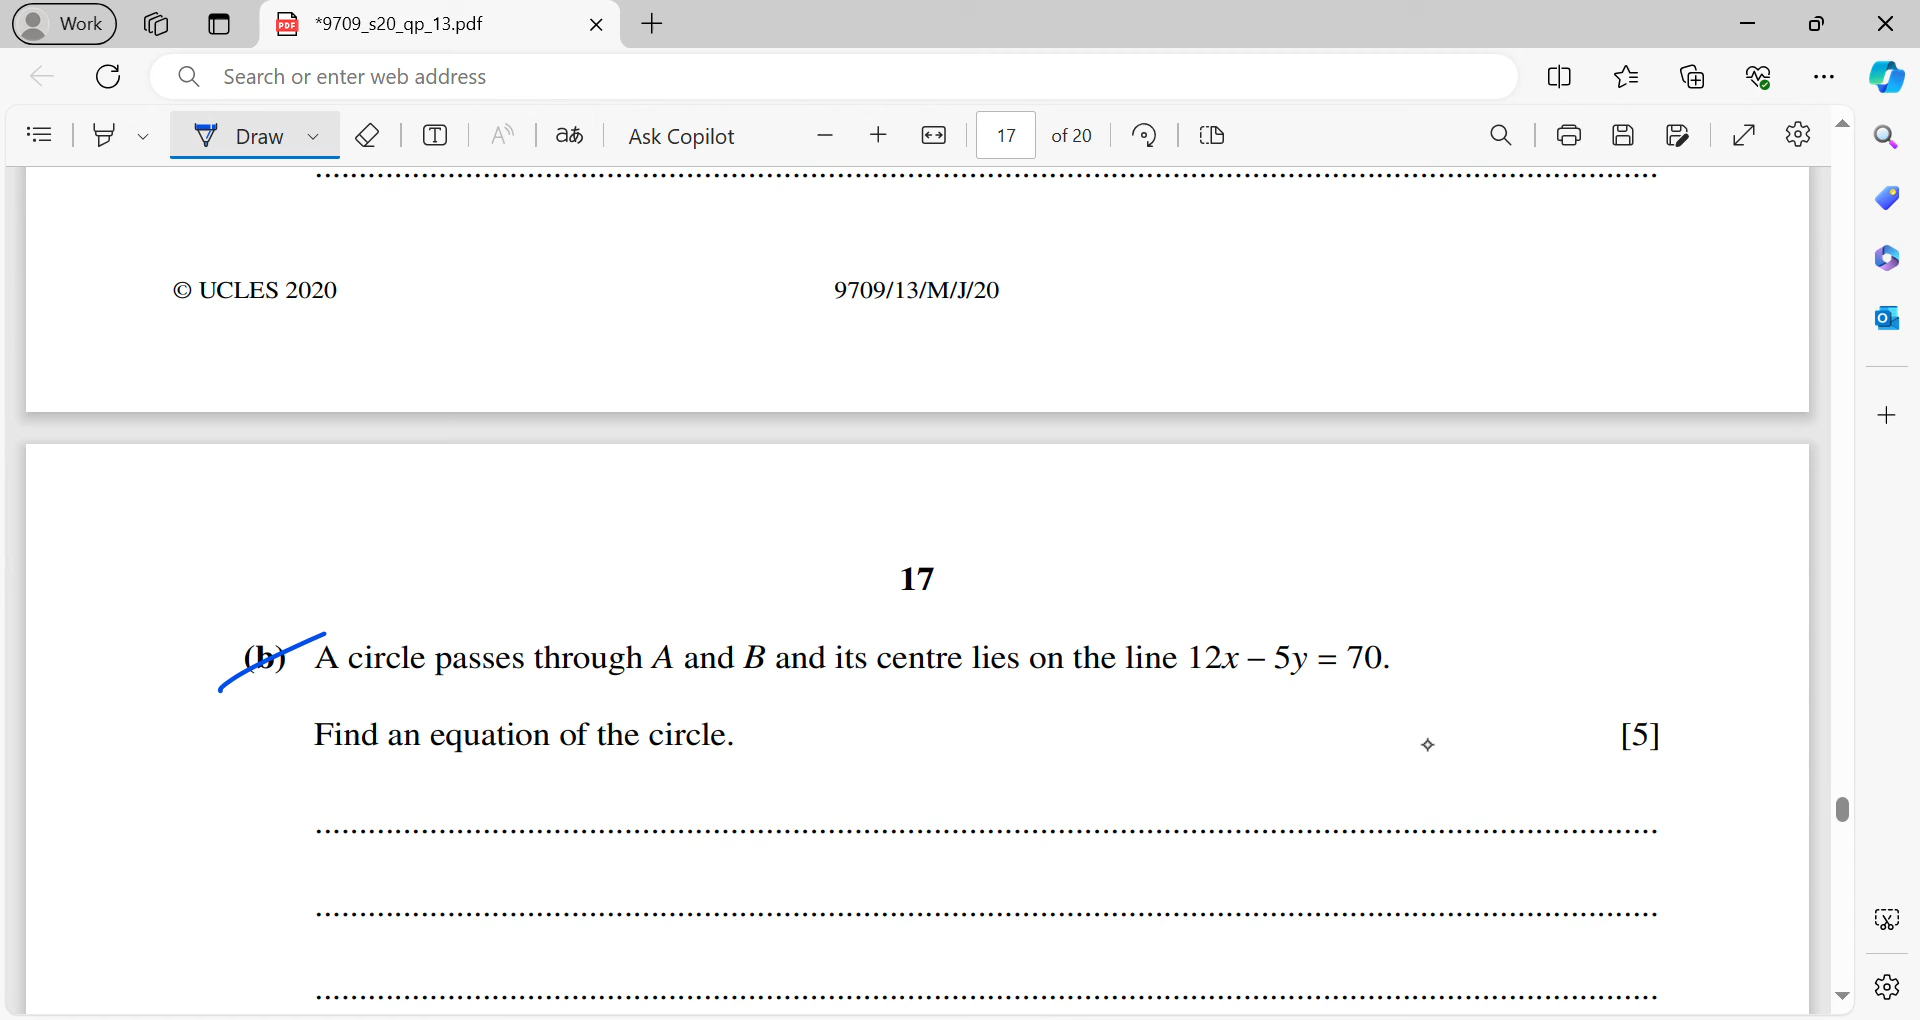 Work
*9709_s20_qp_13.pdf
Search or enter web address
Draw
aあ
Ask Copilot
17
of 20
© UCLES 2020
9709/13/M/J/20
17
(b) A circle passes through A and B and its centre lies on the line 12x – 5y = 70.
Find an equation of the circle. [5]